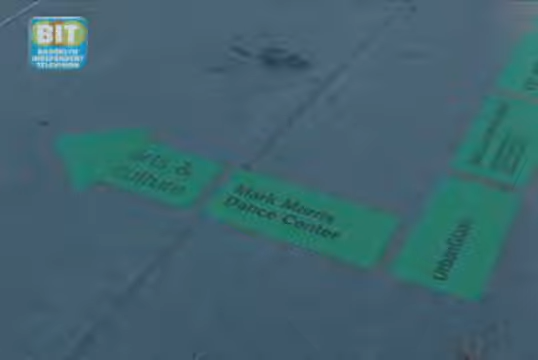 BIT
BROOKLYN
INDEPENDENT
TELEVISION
arts &
culture
Mark Morris
Dance Center
UrbanGlass